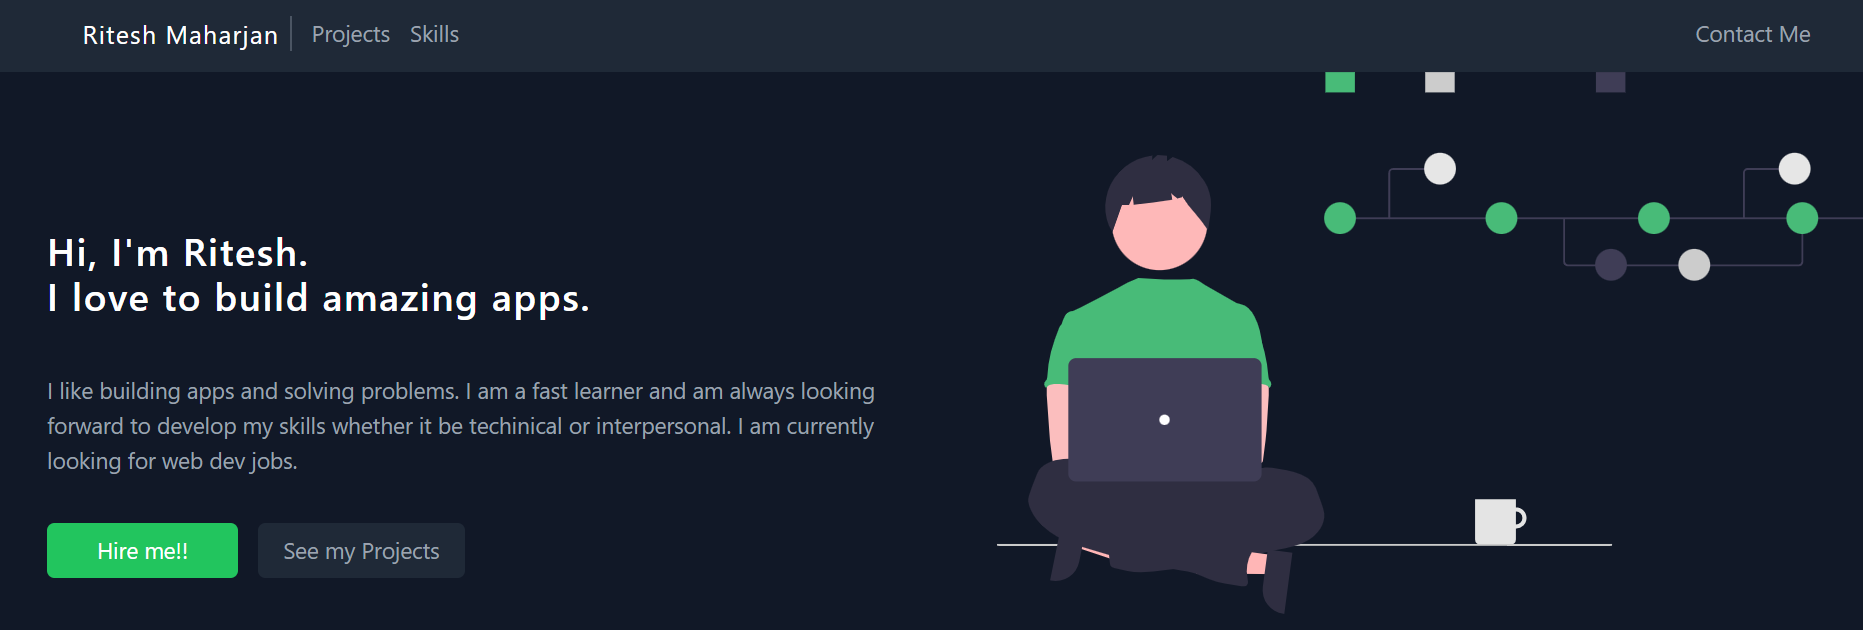 Ritesh Maharjan
Projects
Skills
Contact Me
Hi, I'm Ritesh.
I love to build amazing apps.
I like building apps and solving problems. I am a fast learner and am always looking
forward to develop my skills whether it be techinical or interpersonal. I am currently
looking for web dev jobs.
Hire me!!
See my Projects